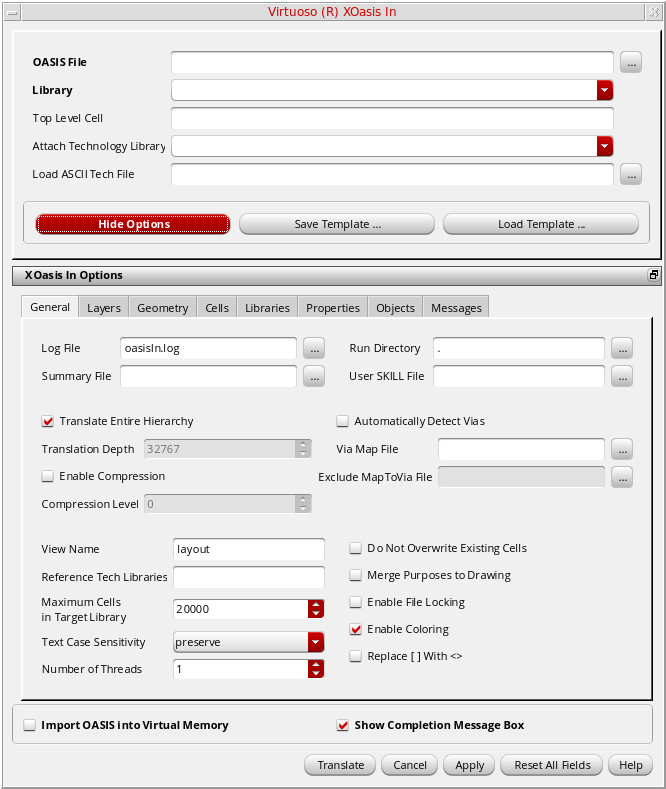 Virtuoso (R) XOasis In
OASIS File
...
Library
Top Level Cell
Attach Technology Library
Load ASCII Tech File
...
Hide Options
Save Template ...
Load Template ...
XOasis In Options
General
Layers
Geometry
Cells
Libraries
Properties
Objects
Messages
Log File
oasisIn.log
...
Run Directory
.
...
Summary File
...
User SKILL File
...
Translate Entire Hierarchy
Automatically Detect Vias
Translation Depth
32767
Via Map File
...
Enable Compression
Exclude MapToVia File
...
Compression Level
0
View Name
layout
Do Not Overwrite Existing Cells
Reference Tech Libraries
Merge Purposes to Drawing
Maximum Cells
in Target Library
20000
Enable File Locking
Text Case Sensitivity
preserve
Enable Coloring
Number of Threads
1
Replace [ ] With <>
Import OASIS into Virtual Memory
Show Completion Message Box
Translate
Cancel
Apply
Reset All Fields
Help